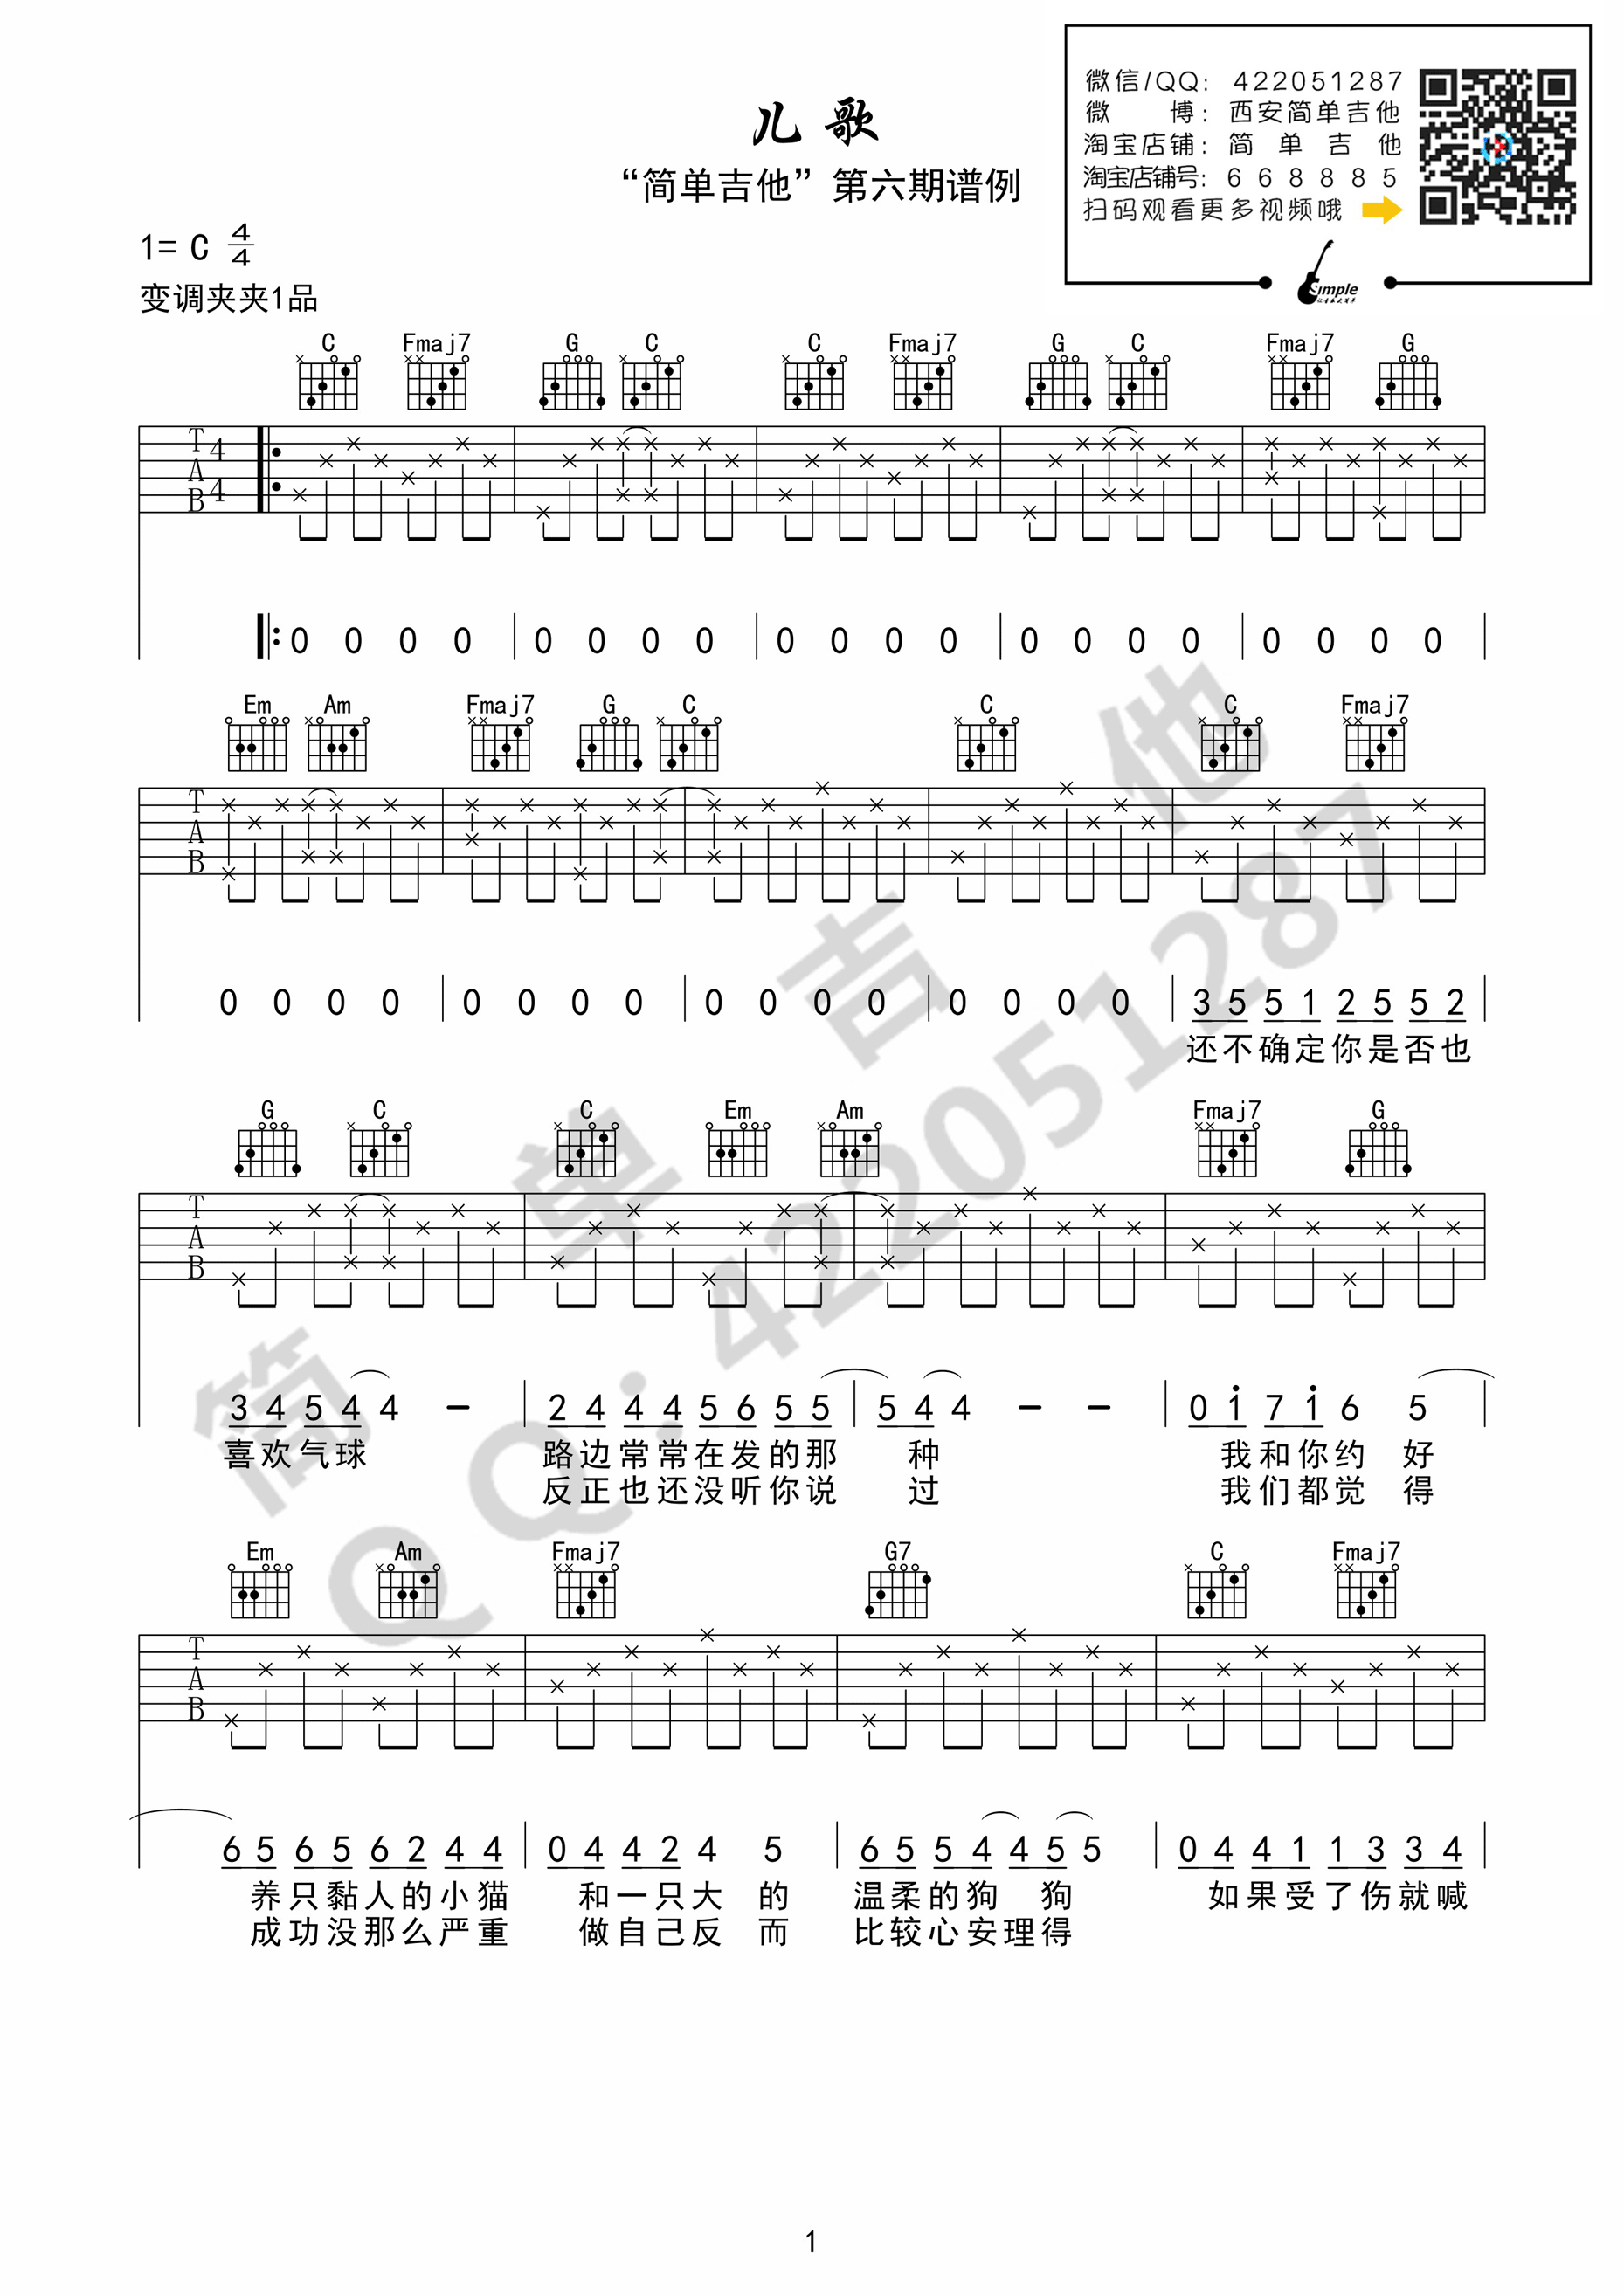 微信/QQ: 422051287
微博: 西安简单吉他
淘宝店铺: 简单吉他
淘宝店铺号: 668885
扫码观看更多视频哦
Simple
儿歌
“简单吉他”第六期谱例
1= C 4/4
变调夹夹1品
C Fmaj7 G C C Fmaj7 G C Fmaj7 G
T A B 4 4
0 0 0 0 0 0 0 0 0 0 0 0 0 0 0 0 0 0 0 0
Em Am Fmaj7 G C C C Fmaj7
T A B
0 0 0 0 0 0 0 0 0 0 0 0 0 0 0 0 3 5 5 1 2 5 5 2
还不确定你是否也
G C C Em Am Fmaj7 G
T A B
3 4 5 4 4 - 2 4 4 4 5 6 5 5 5 4 4 - - 0 1 7 1 6 5
喜欢气球 路边常常在发的那 种 我和你约 好
反正也还没听你说 过 我们都觉 得
Em Am Fmaj7 G7 C Fmaj7
T A B
6 5 6 5 6 2 4 4 0 4 4 2 4 5 6 5 5 4 4 5 5 0 4 4 1 1 3 3 4
养只黏人的小猫 和一只大 的 温柔的狗 狗 如果受了伤就喊
成功没那么严重 做自己反 而 比较心安理得
简单吉他
QQ:422051287
1